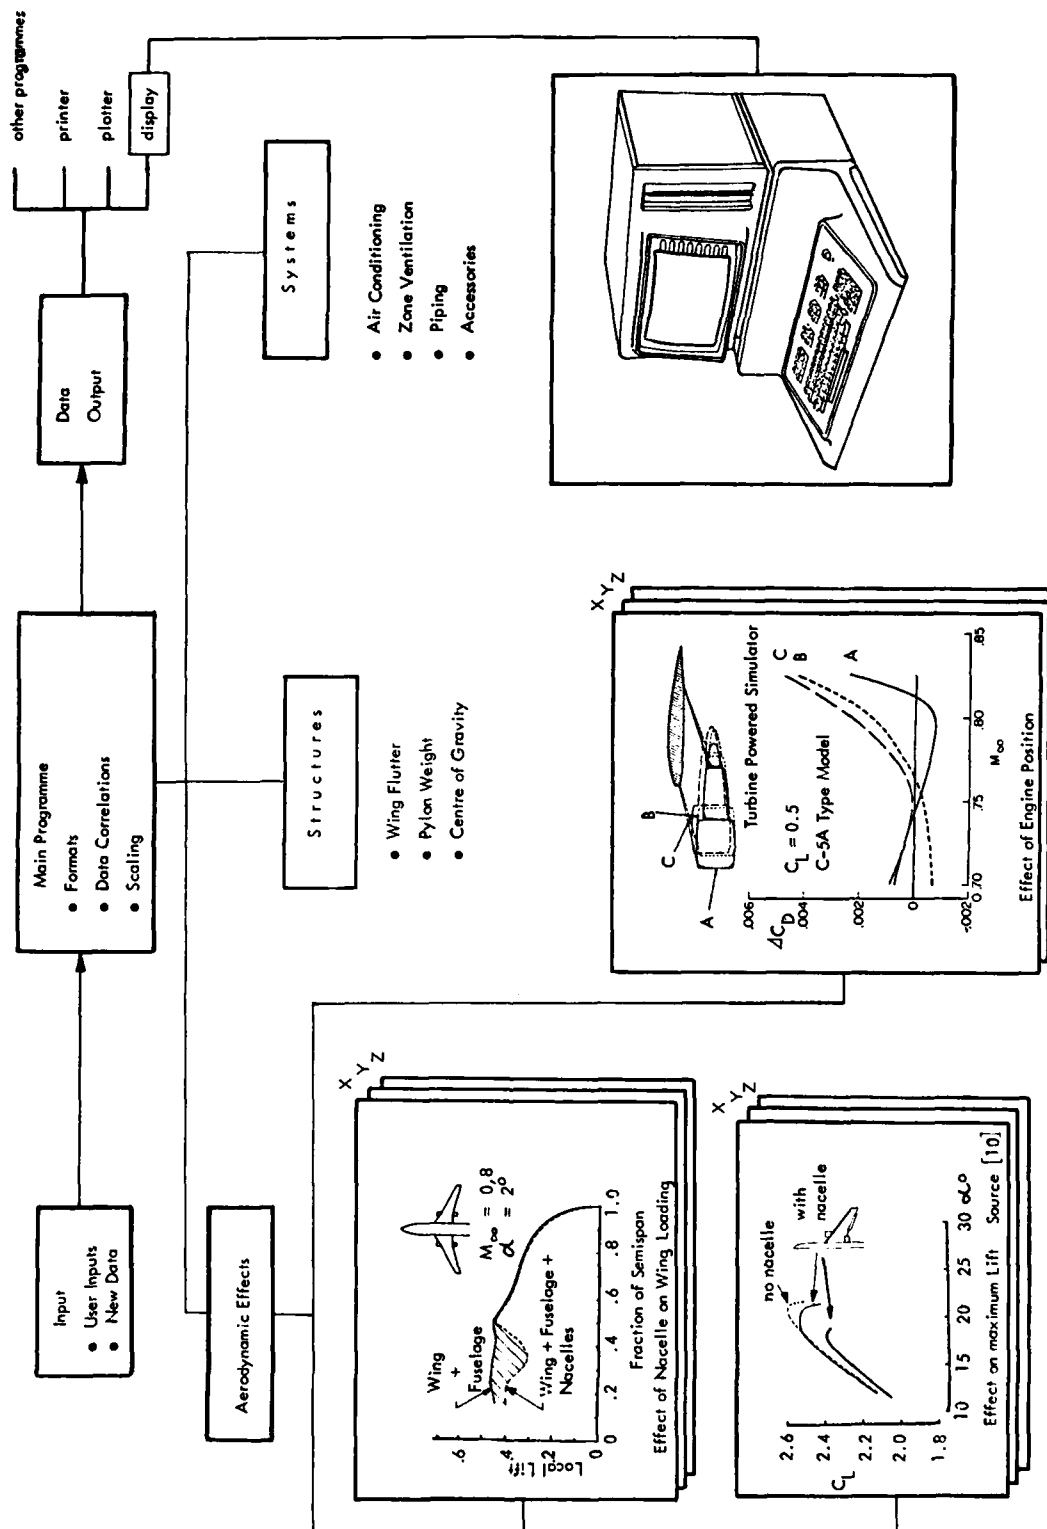 Input
• User Inputs
• New Data
Main Programme
• Formats
• Data Correlations
• Scaling
Data
Output
other programmes
printer
plotter
display
Aerodynamic Effects
Structures
• Wing Flutter
• Pylon Weight
• Centre of Gravity
Systems
• Air Conditioning
• Zone Ventilation
• Piping
• Accessories
X Y Z
Wing
+
Fuselage
M∞ = 0,8
α = 2°
Wing + Fuselage +
Nacelles
Local Lift
.6
.4
.2
0
0 .2 .4 .6 .8 1.0
Fraction of Semispan
Effect of Nacelle on Wing Loading
X Y Z
no nacelle
with
nacelle
C_L
2.6
2.4
2.2
2.0
1.8
10 15 20 25 30 α°
Effect on maximum Lift Source [10]
X Y Z
A
C
B
Turbine Powered Simulator
C_L = 0.5
C-5A Type Model
ΔC_D
.006
.004
.002
0
-.002
C
B
A
0.70 .75 .80 .85
M∞
Effect of Engine Position